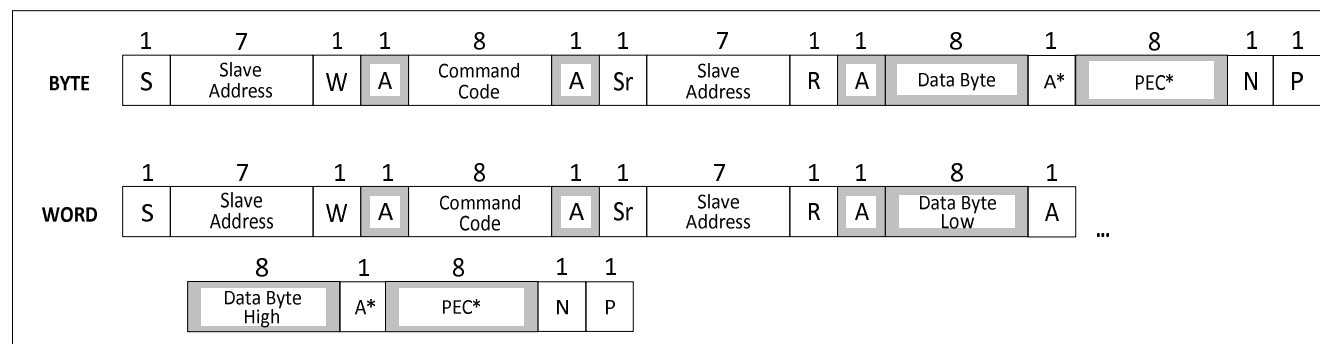 1 7 1 1 8 1 1 7 1 1 8 1 8 1 1
BYTE S Slave Address W A Command Code A Sr Slave Address R A Data Byte A* PEC* N P
1 7 1 1 8 1 1 7 1 1 8 1
WORD S Slave Address W A Command Code A Sr Slave Address R A Data Byte Low A ...
8 1 8 1 1
Data Byte High A* PEC* N P